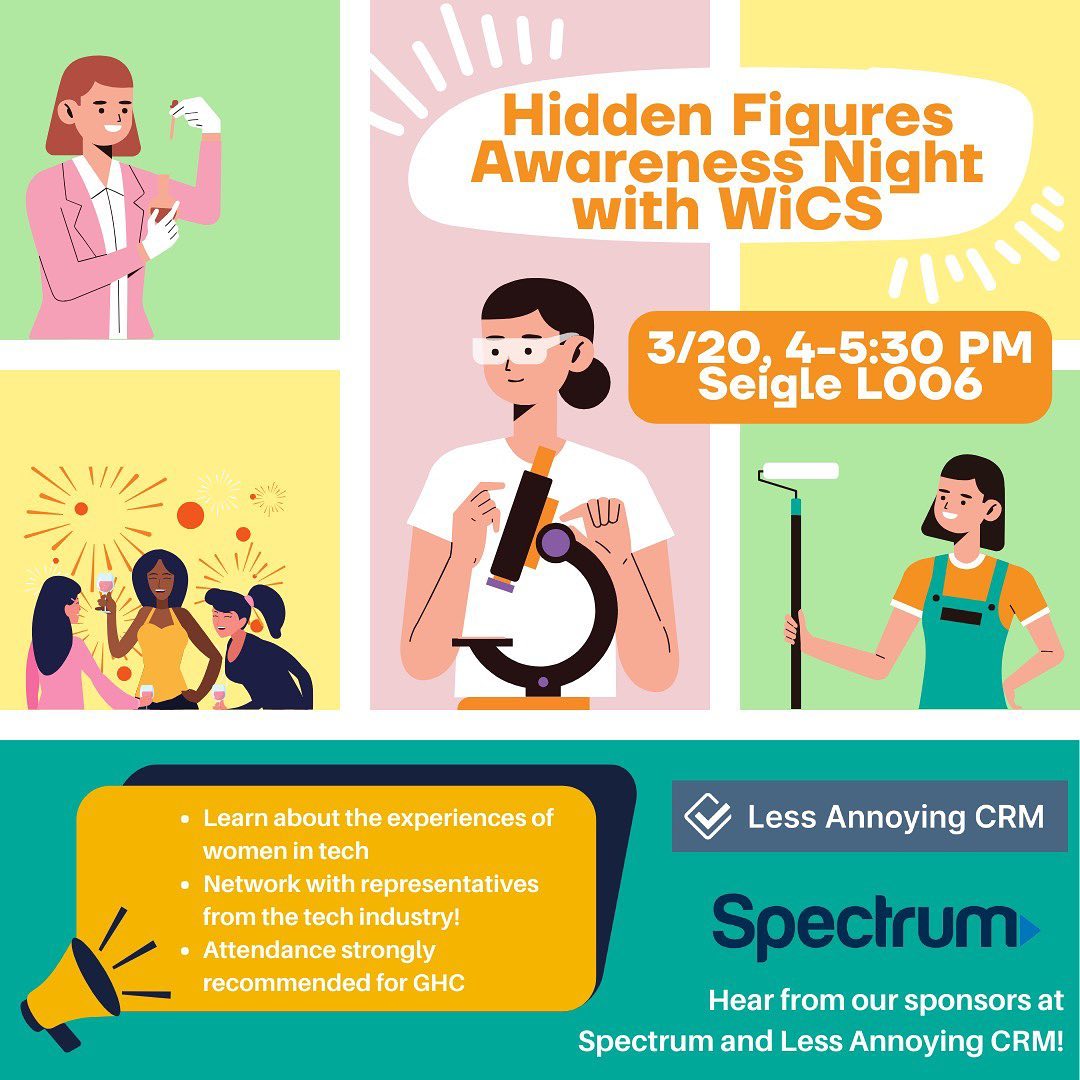 Hidden Figures
Awareness Night
with WiCS
3/20, 4-5:30 PM
Seigle L006
• Learn about the experiences of
women in tech
• Network with representatives
from the tech industry!
• Attendance strongly
recommended for GHC
Less Annoying CRM
Spectrum
Hear from our sponsors at
Spectrum and Less Annoying CRM!